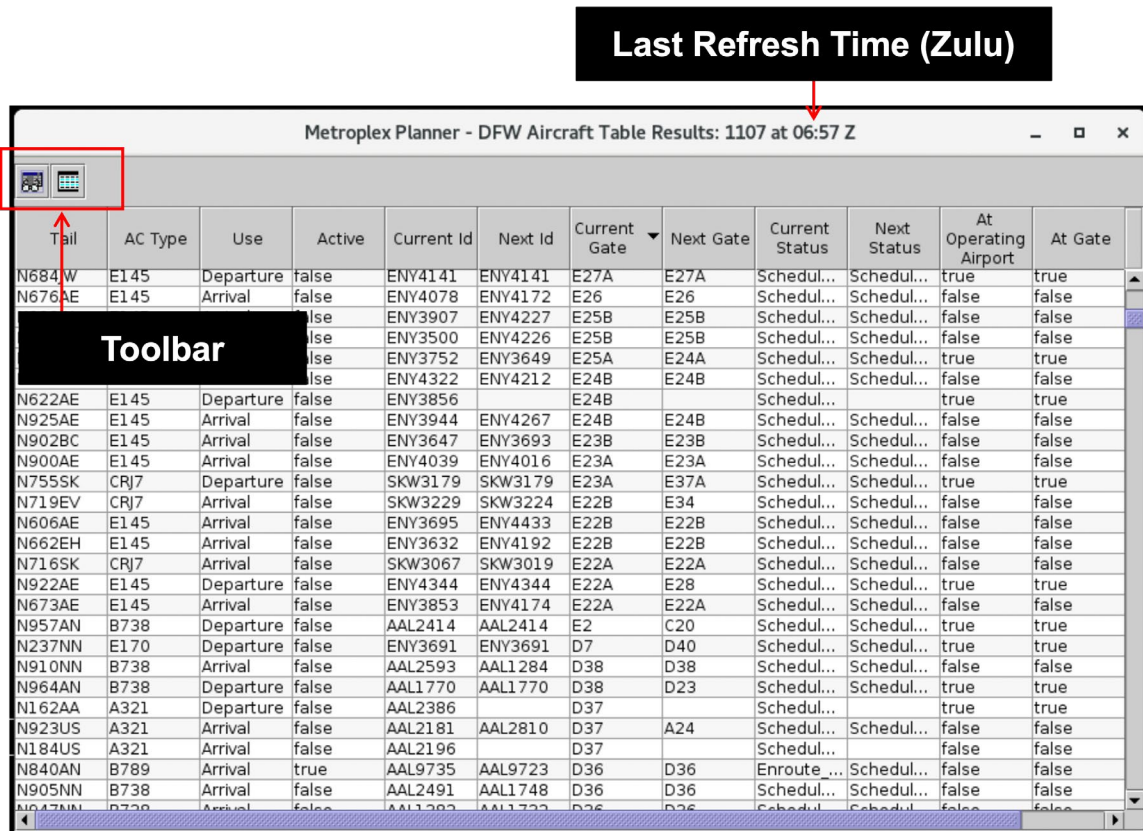 Last Refresh Time (Zulu)
Metroplex Planner - DFW Aircraft Table Results: 1107 at 06:57 Z
Tail AC Type Use Active Current Id Next Id Current Gate Next Gate Current Status Next Status At Operating Airport At Gate
N684JW E145 Departure false ENY4141 ENY4141 E27A E27A Schedul... Schedul... true true
N676AE E145 Arrival false ENY4078 ENY4172 E26 E26 Schedul... Schedul... false false
ENY3907 ENY4227 E25B E25B Schedul... Schedul... false false
Toolbar
ENY3500 ENY4226 E25B E25B Schedul... Schedul... false false
ENY3752 ENY3649 E25A E24A Schedul... Schedul... true true
ENY4322 ENY4212 E24B E24B Schedul... Schedul... false false
N622AE E145 Departure false ENY3856 E24B Schedul... true true
N925AE E145 Arrival false ENY3944 ENY4267 E24B E24B Schedul... Schedul... false false
N902BC E145 Arrival false ENY3647 ENY3693 E23B E23B Schedul... Schedul... false false
N900AE E145 Arrival false ENY4039 ENY4016 E23A E23A Schedul... Schedul... false false
N755SK CRJ7 Departure false SKW3179 SKW3179 E23A E37A Schedul... Schedul... true true
N719EV CRJ7 Arrival false SKW3229 SKW3224 E22B E34 Schedul... Schedul... false false
N606AE E145 Arrival false ENY3695 ENY4433 E22B E22B Schedul... Schedul... false false
N662EH E145 Arrival false ENY3632 ENY4192 E22B E22B Schedul... Schedul... false false
N716SK CRJ7 Arrival false SKW3067 SKW3019 E22A E22A Schedul... Schedul... false false
N922AE E145 Departure false ENY4344 ENY4344 E22A E28 Schedul... Schedul... true true
N673AE E145 Arrival false ENY3853 ENY4174 E22A E22A Schedul... Schedul... false false
N957AN B738 Departure false AAL2414 AAL2414 E2 C20 Schedul... Schedul... true true
N237NN E170 Departure false ENY3691 ENY3691 D7 D40 Schedul... Schedul... true true
N910NN B738 Arrival false AAL2593 AAL1284 D38 D38 Schedul... Schedul... false false
N964AN B738 Departure false AAL1770 AAL1770 D38 D23 Schedul... Schedul... true true
N162AA A321 Departure false AAL2386 D37 Schedul... true true
N923US A321 Arrival false AAL2181 AAL2810 D37 A24 Schedul... Schedul... false false
N184US A321 Arrival false AAL2196 D37 Schedul... false false
N840AN B789 Arrival true AAL9735 AAL9723 D36 D36 Enroute_... Schedul... false false
N905NN B738 Arrival false AAL2491 AAL1748 D36 D36 Schedul... Schedul... false false